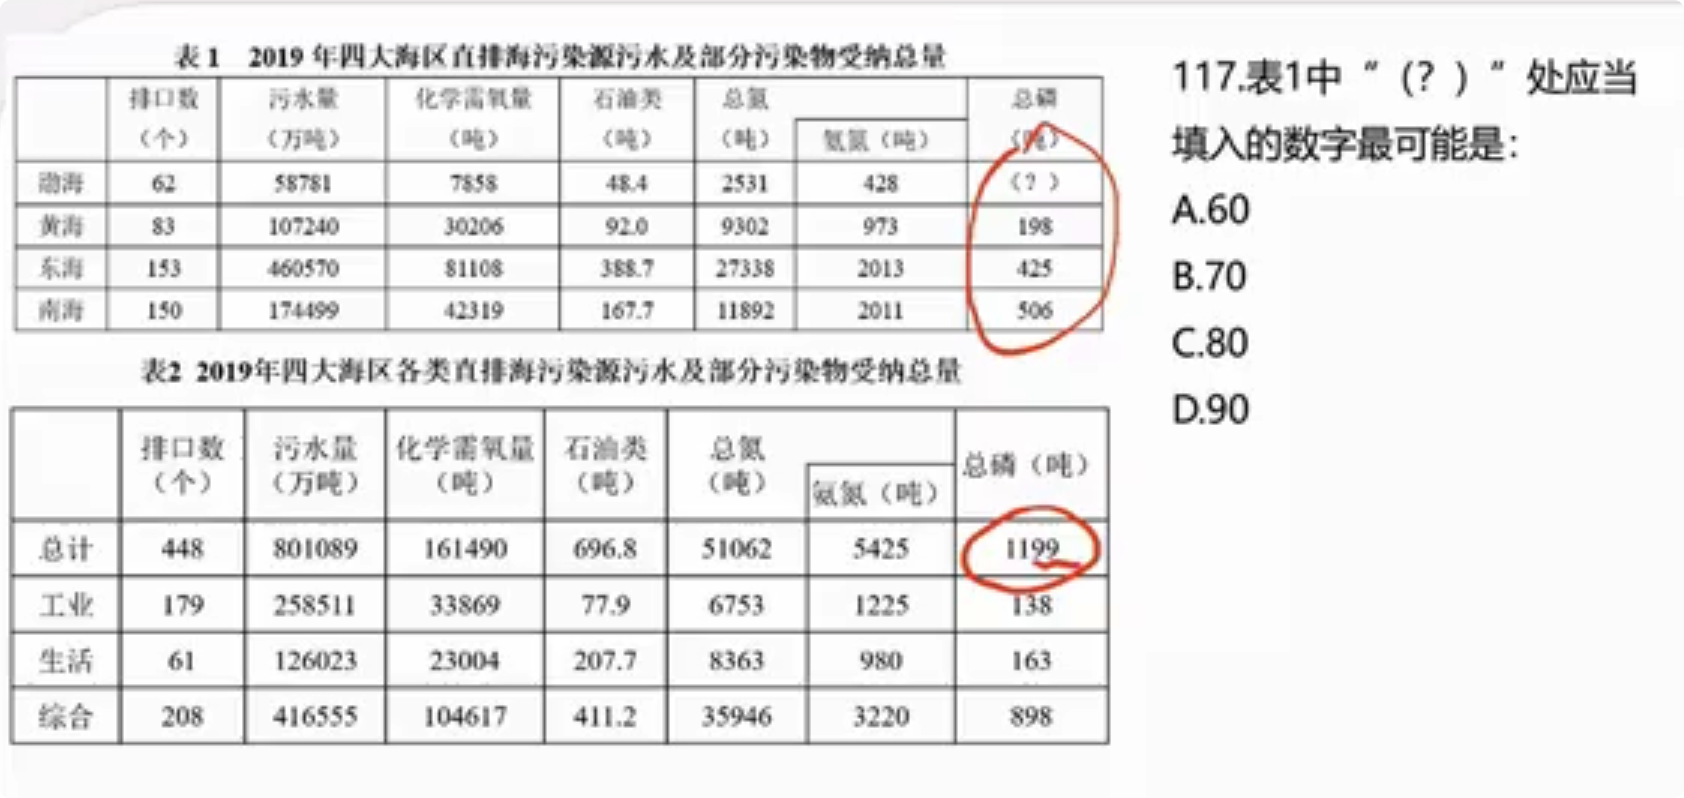 表1 2019年四大海区直排海污染源污水及部分污染物受纳总量
排口数（个） 污水量（万吨） 化学需氧量（吨） 石油类（吨） 总氮（吨） 氨氮（吨） 总磷（吨）
渤海 62 58781 7858 48.4 2531 428 （？）
黄海 83 107240 30206 92.0 9302 973 198
东海 153 460570 81108 388.7 27338 2013 425
南海 150 174499 42319 167.7 11892 2011 506
表2 2019年四大海区各类直排海污染源污水及部分污染物受纳总量
排口数（个） 污水量（万吨） 化学需氧量（吨） 石油类（吨） 总氮（吨） 氨氮（吨） 总磷（吨）
总计 448 801089 161490 696.8 51062 5425 1199
工业 179 258511 33869 77.9 6753 1225 138
生活 61 126023 23004 207.7 8363 980 163
综合 208 416555 104617 411.2 35946 3220 898
117.表1中“（？）”处应当
填入的数字最可能是：
A.60
B.70
C.80
D.90